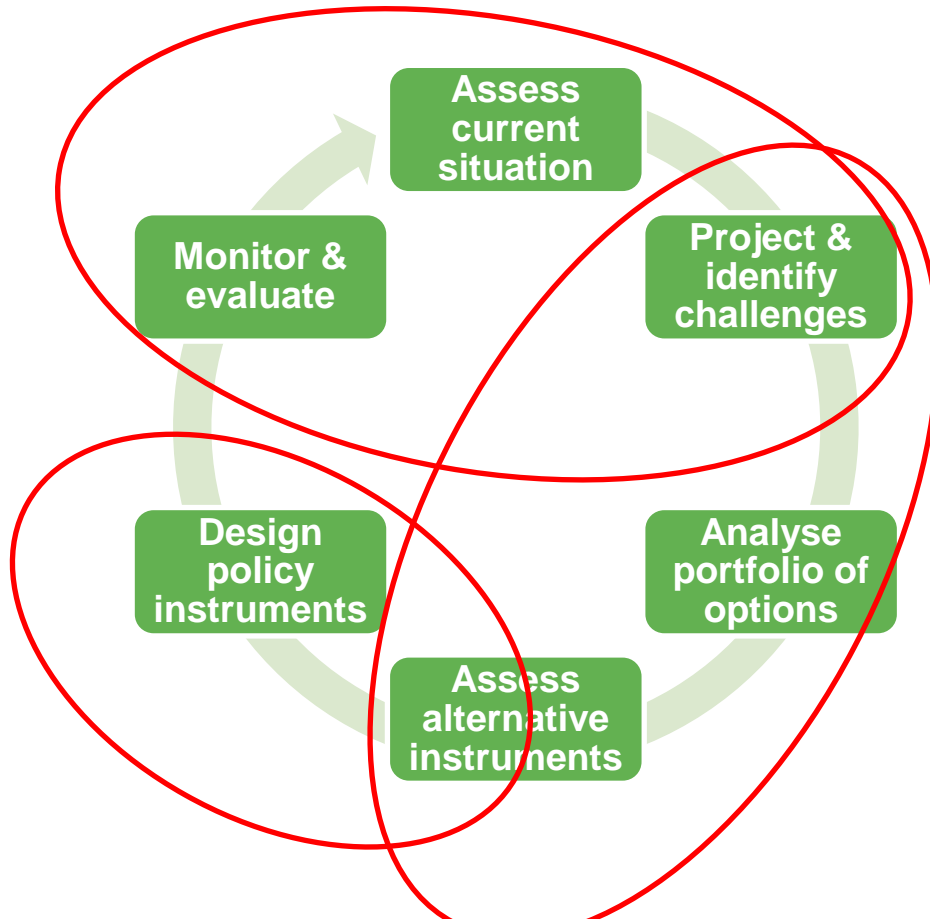 Assess
current
situation
Project &
identify
challenges
Analyse
portfolio of
options
Assess
alternative
instruments
Design
policy
instruments
Monitor &
evaluate